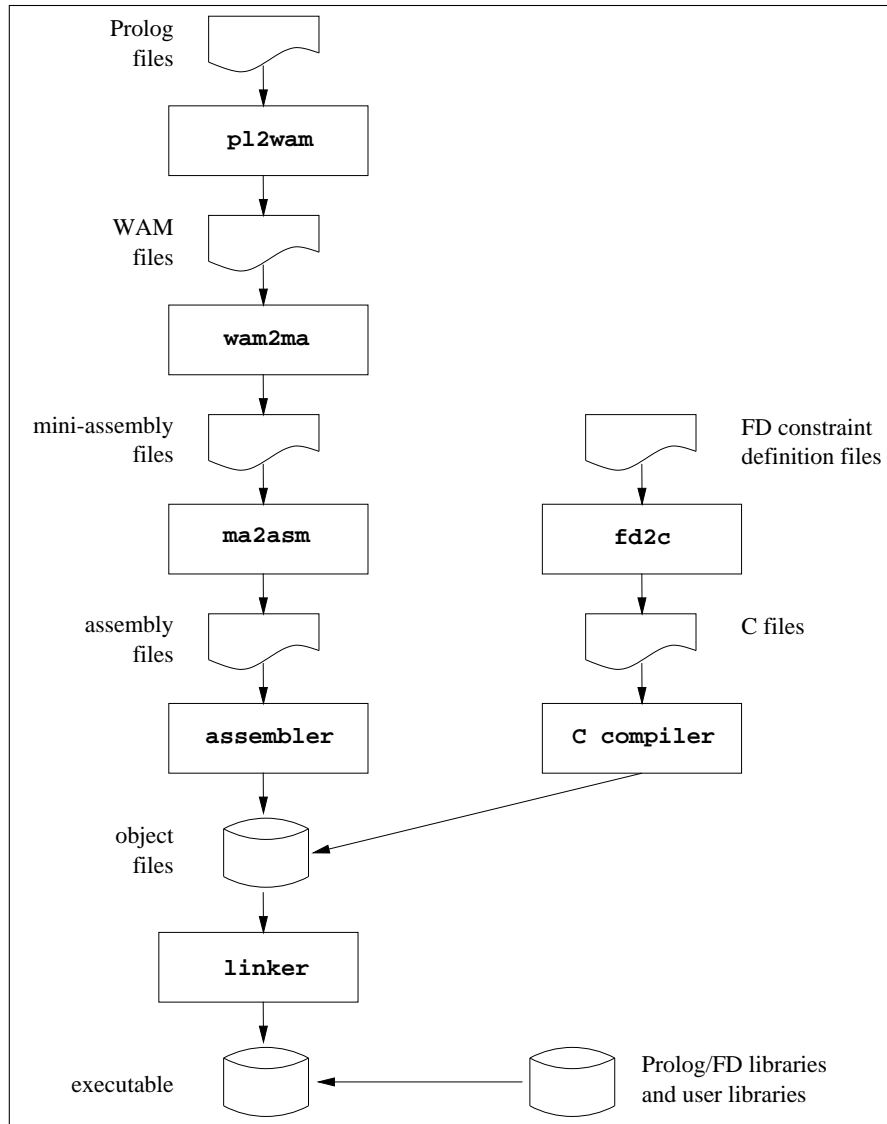 Prolog
files
pl2wam
WAM
files
wam2ma
mini-assembly
files
FD constraint
definition files
ma2asm
fd2c
assembly
files
C files
assembler
C compiler
object
files
linker
executable
Prolog/FD libraries
and user libraries